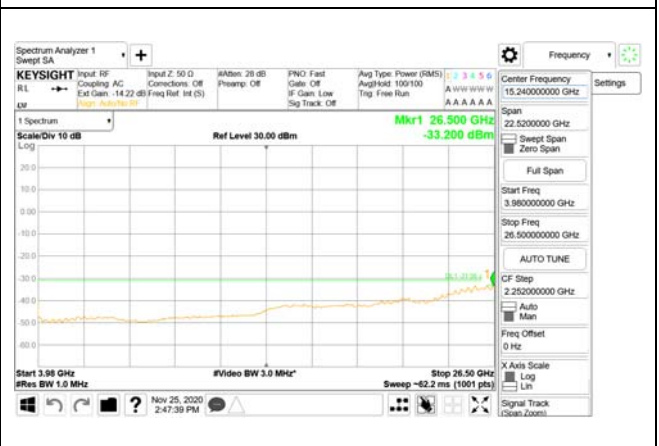 Spectrum Analyzer 1
Swept SA
+
Frequency
KEYSIGHT
Input: RF
Input Z: 50 Ω
#Atten: 28 dB
PNO: Fast
Avg Type: Power (RMS)
1 2 3 4 5 6
RL
Coupling: AC
Corrections: Off
Preamp: Off
Gate: Off
Avg|Hold: 100/100
A W W W W W
Ext Gain: -14.22 dB
Freq Ref: Int (S)
IF Gain: Low
Trig: Free Run
Align: Auto/No RF
Sig Track: Off
A A A A A A
Settings
1 Spectrum
Mkr1 26.500 GHz
Scale/Div 10 dB
Ref Level 30.00 dBm
-33.200 dBm
Log
20.0
10.0
0.00
-10.0
-20.0
-30.0
-40.0
-50.0
-60.0
1
Start 3.98 GHz
#Video BW 3.0 MHz*
Stop 26.50 GHz
#Res BW 1.0 MHz
Sweep ~62.2 ms (1001 pts)
Center Frequency
15.240000000 GHz
Span
22.5200000 GHz
Swept Span
Zero Span
Full Span
Start Freq
3.980000000 GHz
Stop Freq
26.500000000 GHz
AUTO TUNE
CF Step
2.252000000 GHz
Auto
Man
Freq Offset
0 Hz
X Axis Scale
Log
Lin
Signal Track
(Span Zoom)
?
Nov 25, 2020
2:47:39 PM